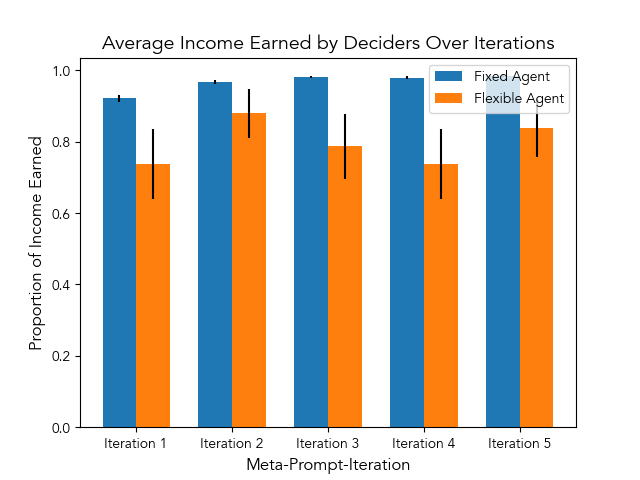 Average Income Earned by Deciders Over Iterations
Fixed Agent
Flexible Agent
Proportion of Income Earned
1.0
0.8
0.6
0.4
0.2
0.0
Iteration 1
Iteration 2
Iteration 3
Iteration 4
Iteration 5
Meta-Prompt-Iteration